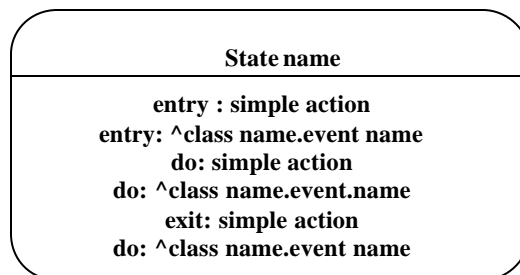 State name
entry : simple action
entry: ^class name.event name
do: simple action
do: ^class name.event.name
exit: simple action
do: ^class name.event name